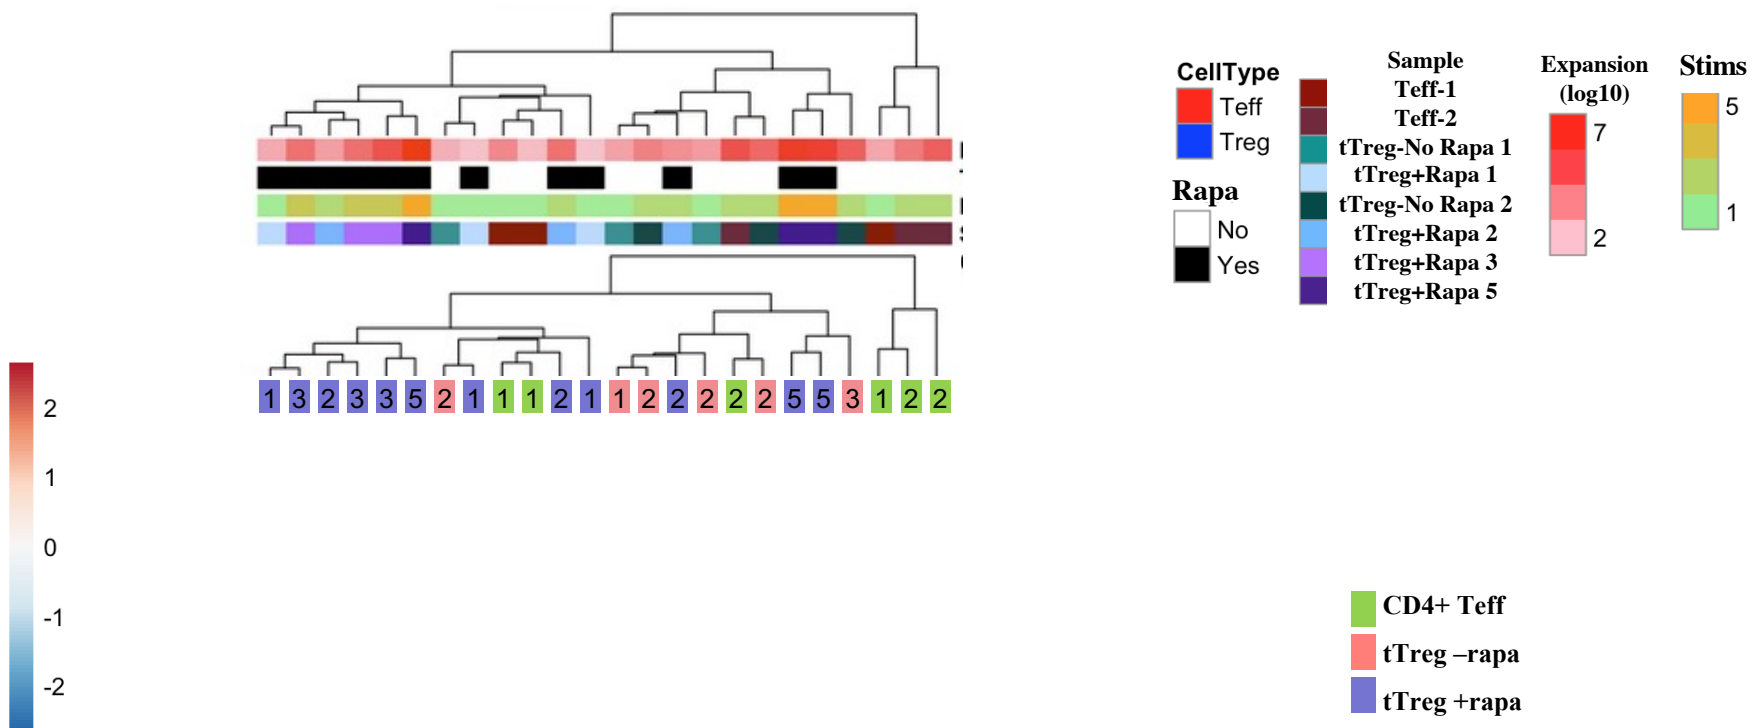 CellType
Teff
Treg
Rapa
No
Yes
Sample
Teff-1
Teff-2
tTreg-No Rapa 1
tTreg+Rapa 1
tTreg-No Rapa 2
tTreg+Rapa 2
tTreg+Rapa 3
tTreg+Rapa 5
Expansion
(log10)
7
2
Stims
5
1
1 3 2 3 3 5 2 1 1 1 2 1 1 2 2 2 2 2 5 5 3 1 2 2
2
1
0
-1
-2
CD4+ Teff
tTreg –rapa
tTreg +rapa